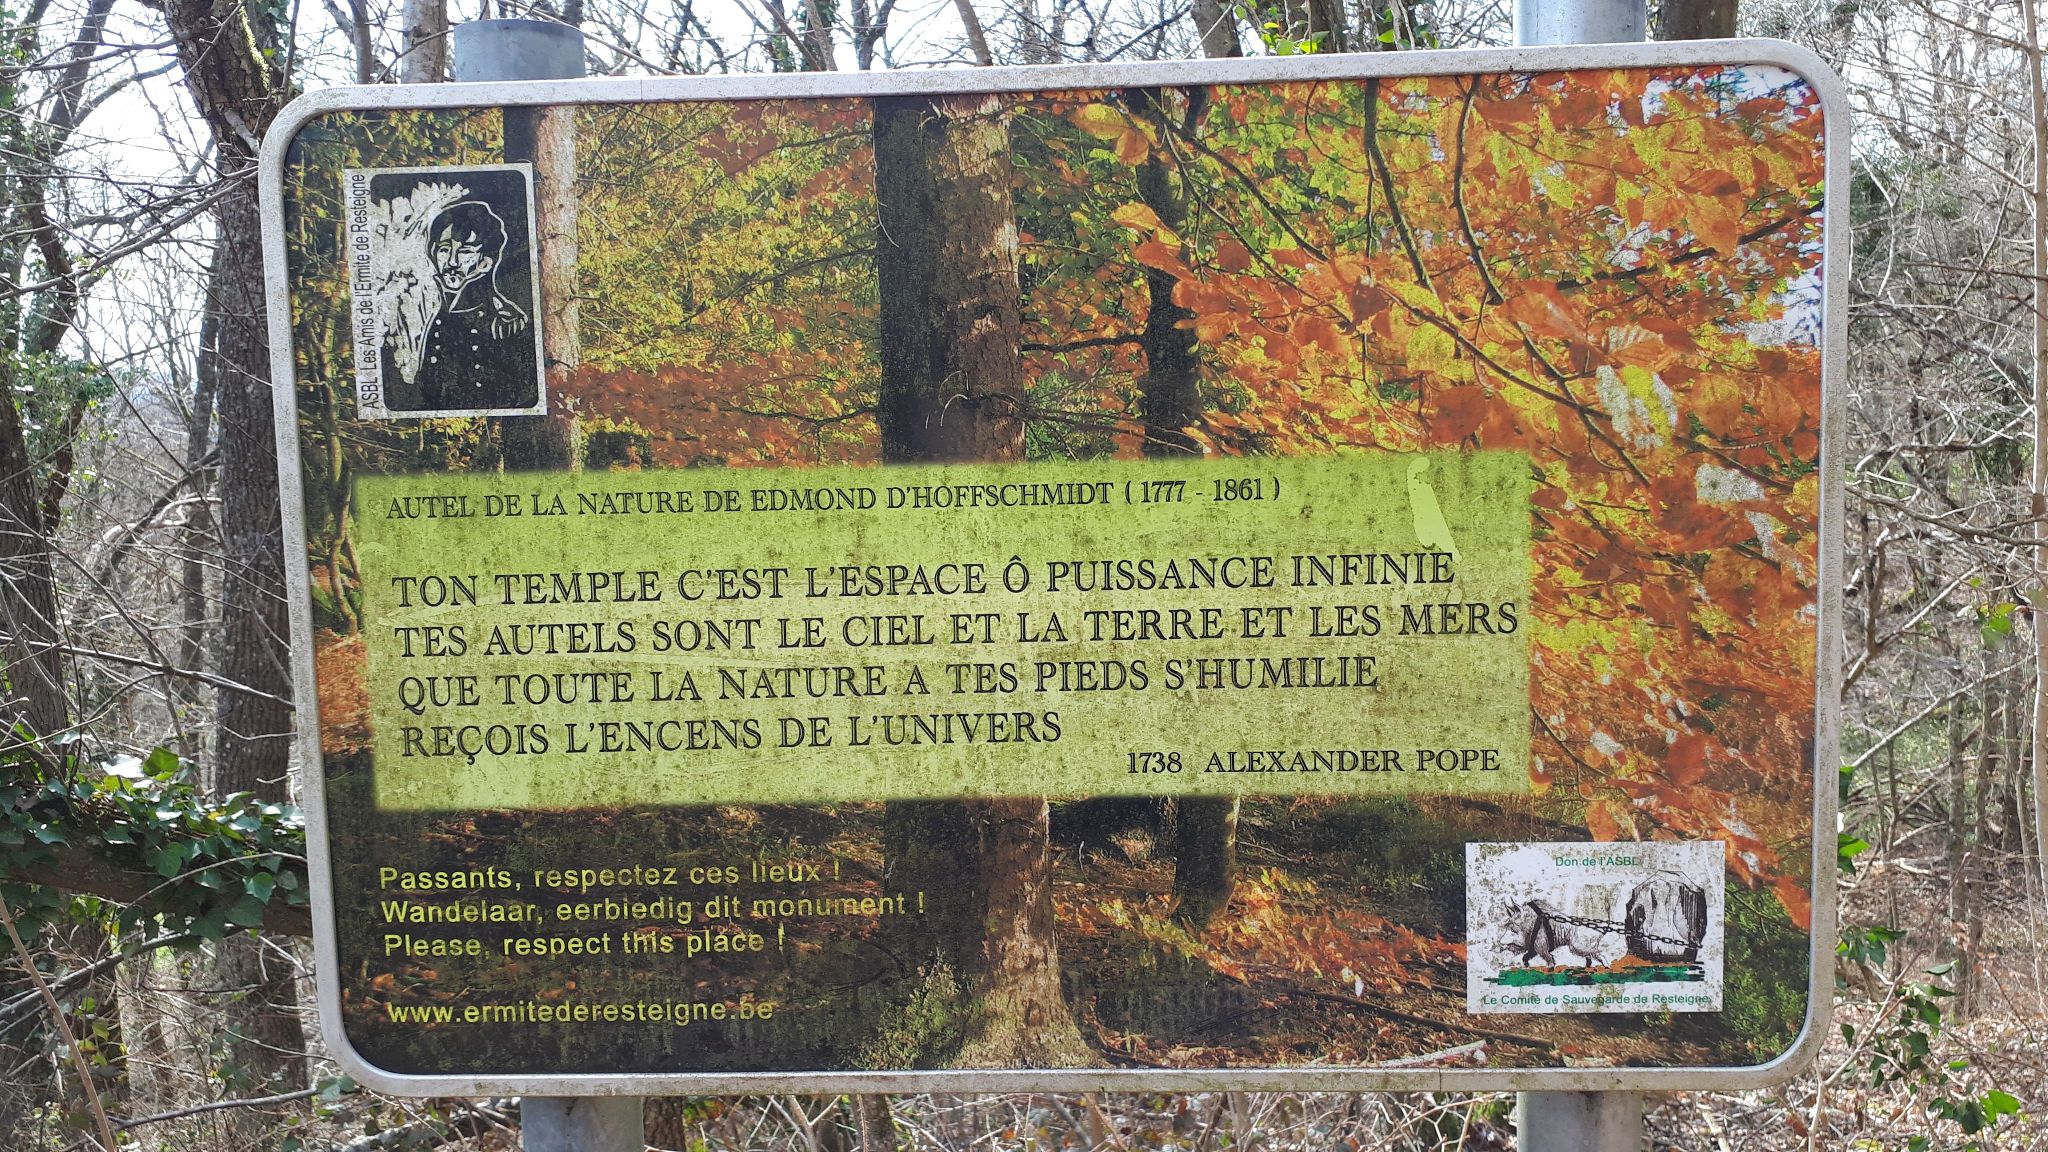 ASBL Les Amis de l'Ermite de Resteigne
AUTEL DE LA NATURE DE EDMOND D'HOFFSCHMIDT ( 1777 - 1861 )
TON TEMPLE C'EST L'ESPACE Ô PUISSANCE INFINIE
TES AUTELS SONT LE CIEL ET LA TERRE ET LES MERS
QUE TOUTE LA NATURE A TES PIEDS S'HUMILIE
REÇOIS L'ENCENS DE L'UNIVERS
1738 ALEXANDER POPE
Passants, respectez ces lieux !
Wandelaar, eerbiedig dit monument !
Please, respect this place !
www.ermitederesteigne.be
Don de l'ASBL
Le Comité de Sauvegarde de Resteigne